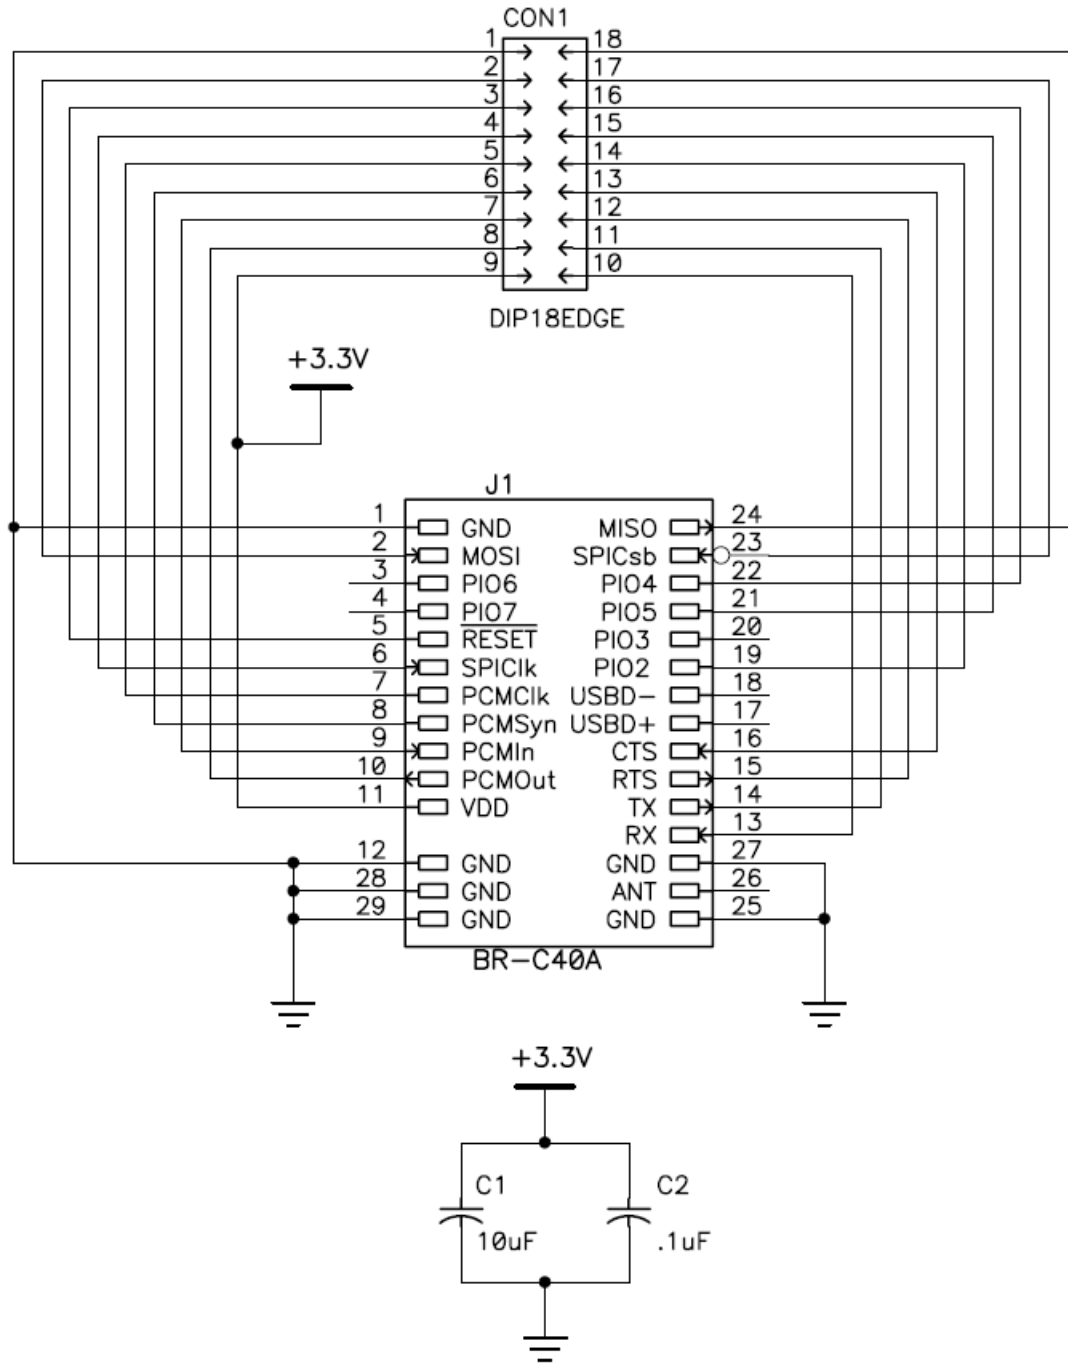 CON1
1 18
2 17
3 16
4 15
5 14
6 13
7 12
8 11
9 10
DIP18EDGE
+3.3V
J1
1 GND MISO 24
2 MOSI SPICsb 23
3 PIO6 PIO4 22
4 PIO7 PIO5 21
5 RESET PIO3 20
6 SPIClk PIO2 19
7 PCMClk USBD- 18
8 PCMSyn USBD+ 17
9 PCMIn CTS 16
10 PCMOut RTS 15
11 VDD TX 14
RX 13
12 GND GND 27
28 GND ANT 26
29 GND GND 25
BR-C40A
+3.3V
C1 C2
10uF .1uF